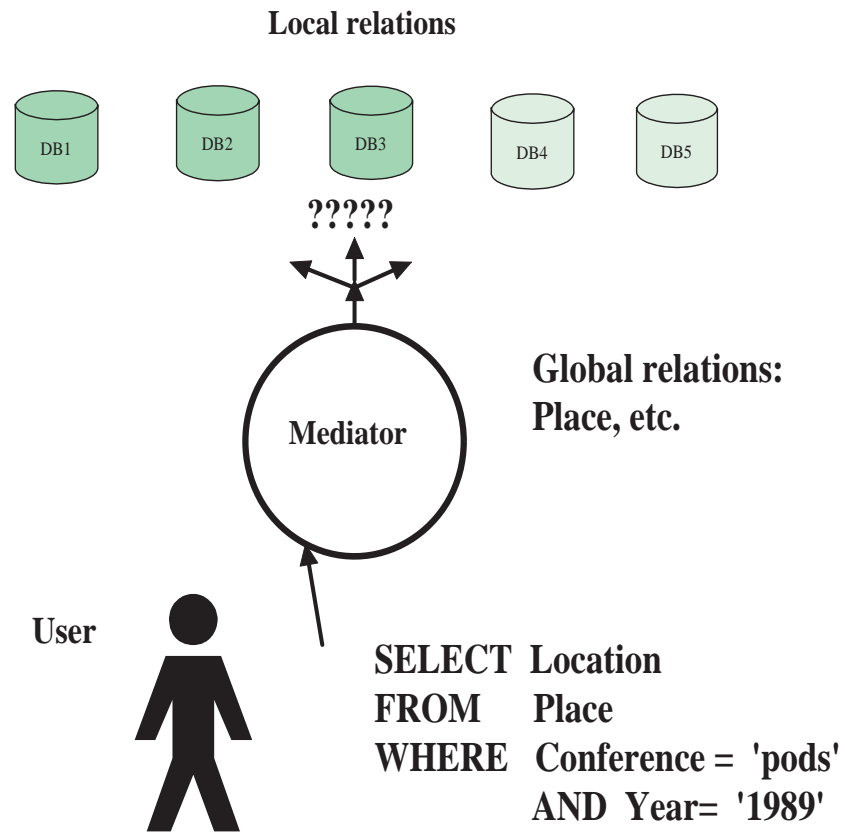 Local relations
DB1 DB2 DB3 DB4 DB5
?????
Mediator
Global relations:
Place, etc.
User
SELECT Location
FROM Place
WHERE Conference = 'pods'
AND Year= '1989'